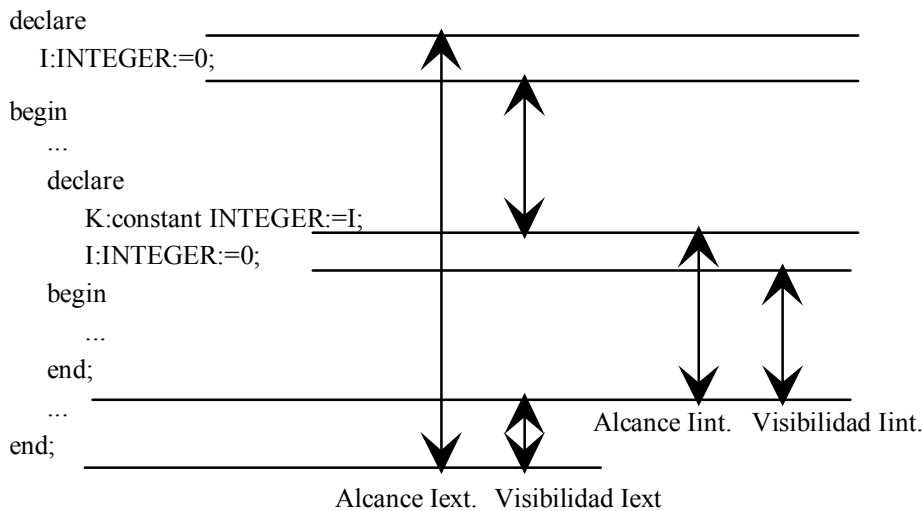 declare
I:INTEGER:=0;
begin
...
declare
K:constant INTEGER:=I;
I:INTEGER:=0;
begin
...
end;
...
end;
Alcance Iint. Visibilidad Iint.
Alcance Iext. Visibilidad Iext